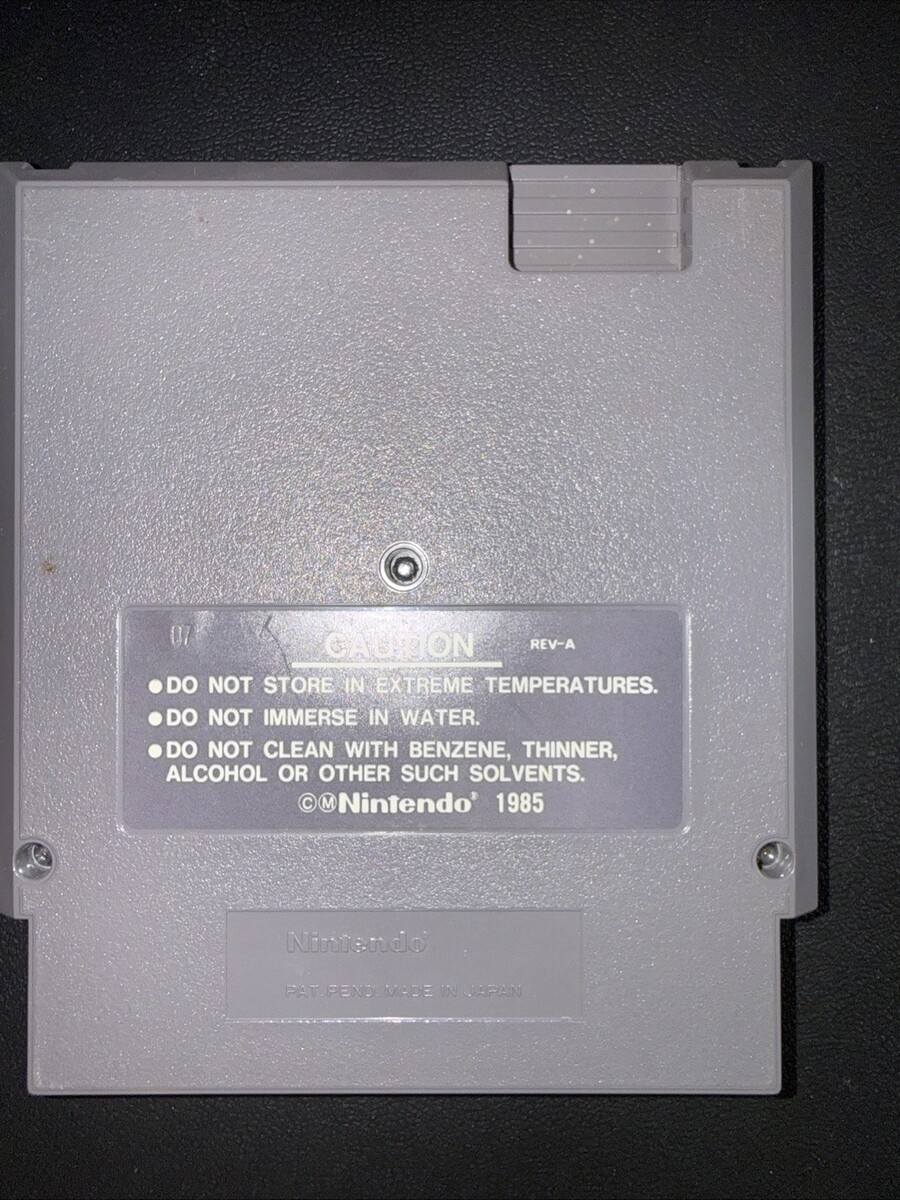 07
CAUTION REV-A
●DO NOT STORE IN EXTREME TEMPERATURES.
●DO NOT IMMERSE IN WATER.
●DO NOT CLEAN WITH BENZENE, THINNER,
ALCOHOL OR OTHER SUCH SOLVENTS.
©ⓂNintendo® 1985
Nintendo®
PAT. PEND. MADE IN JAPAN